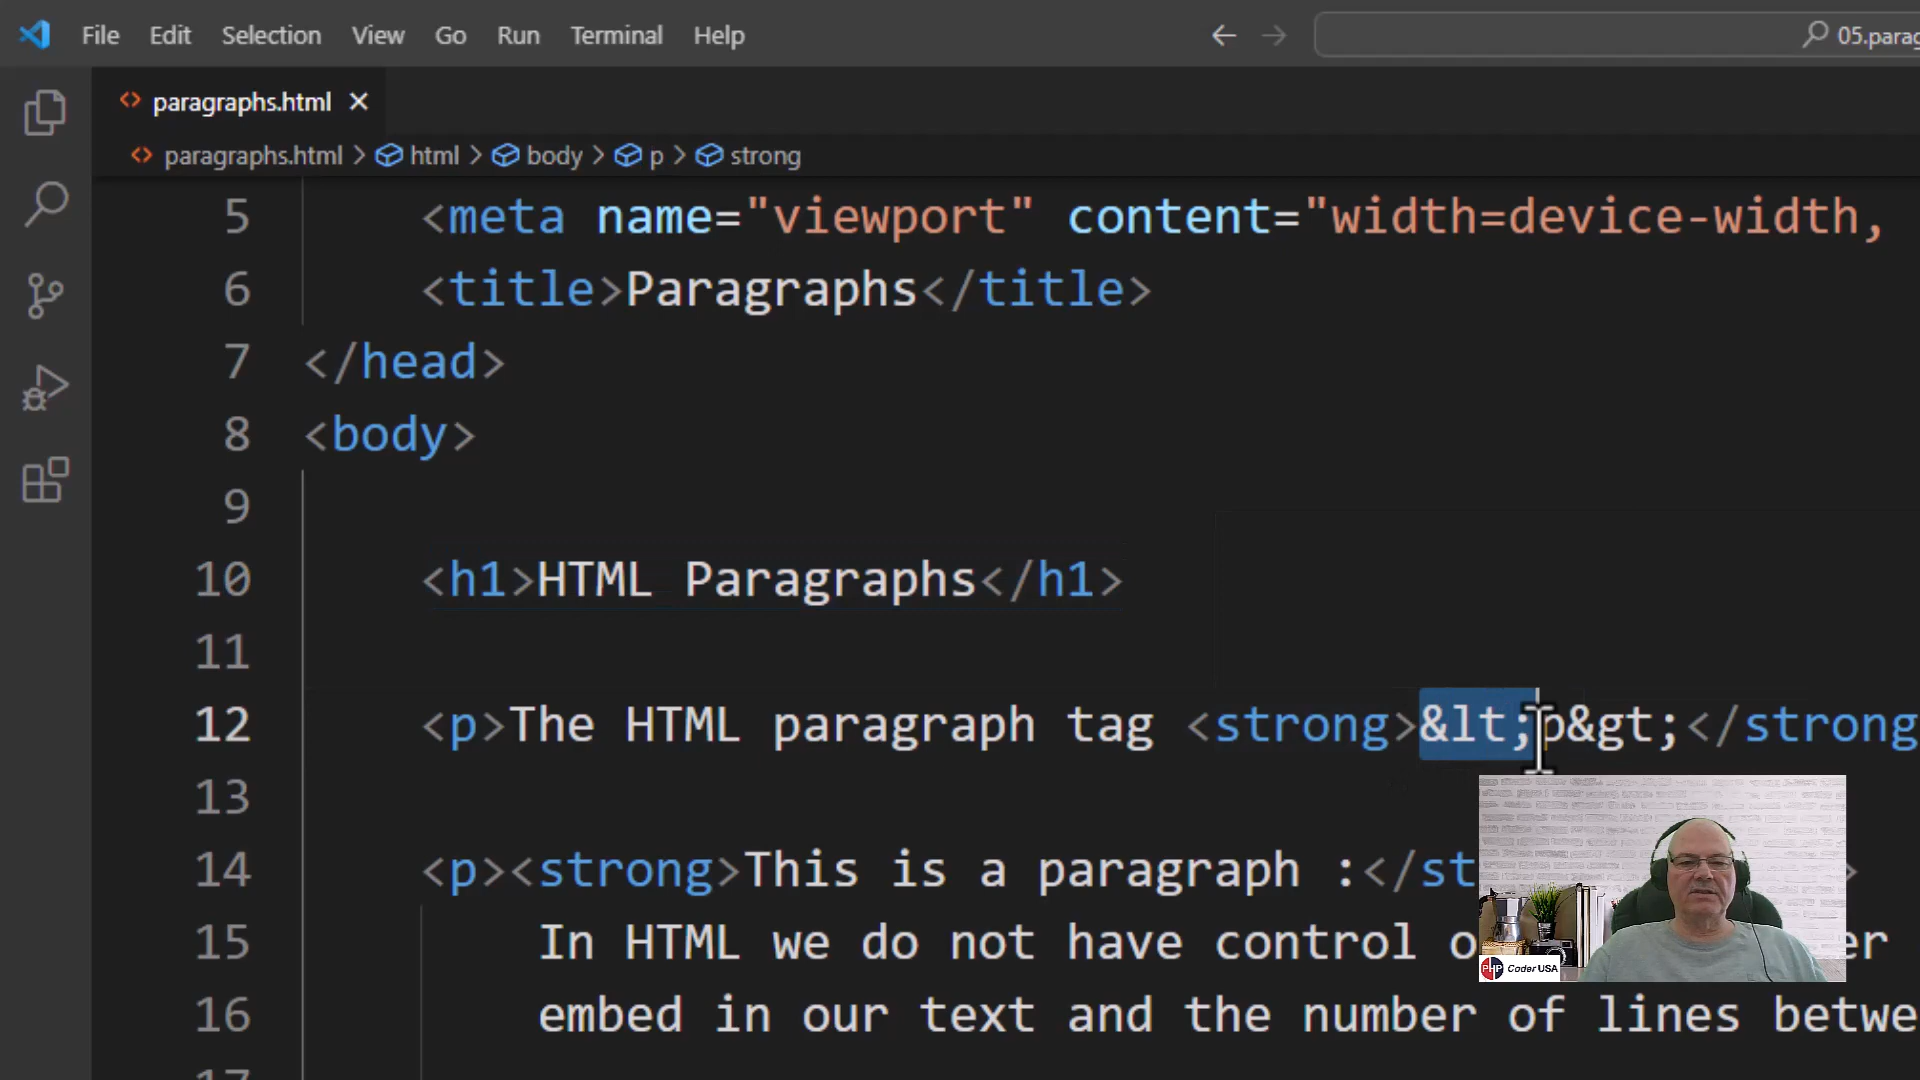 File Edit Selection View Go Run Terminal Help
05.parag
paragraphs.html
paragraphs.html > html > body > p > strong
5 <meta name="viewport" content="width=device-width,
6 <title>Paragraphs</title>
7 </head>
8 <body>
9
10 <h1>HTML Paragraphs</h1>
11
12 <p>The HTML paragraph tag <strong>&lt;p&gt;</strong
13
14 <p><strong>This is a paragraph :</st >
15 In HTML we do not have control o er
16 embed in our text and the number of lines betwe
17
PHP Coder USA